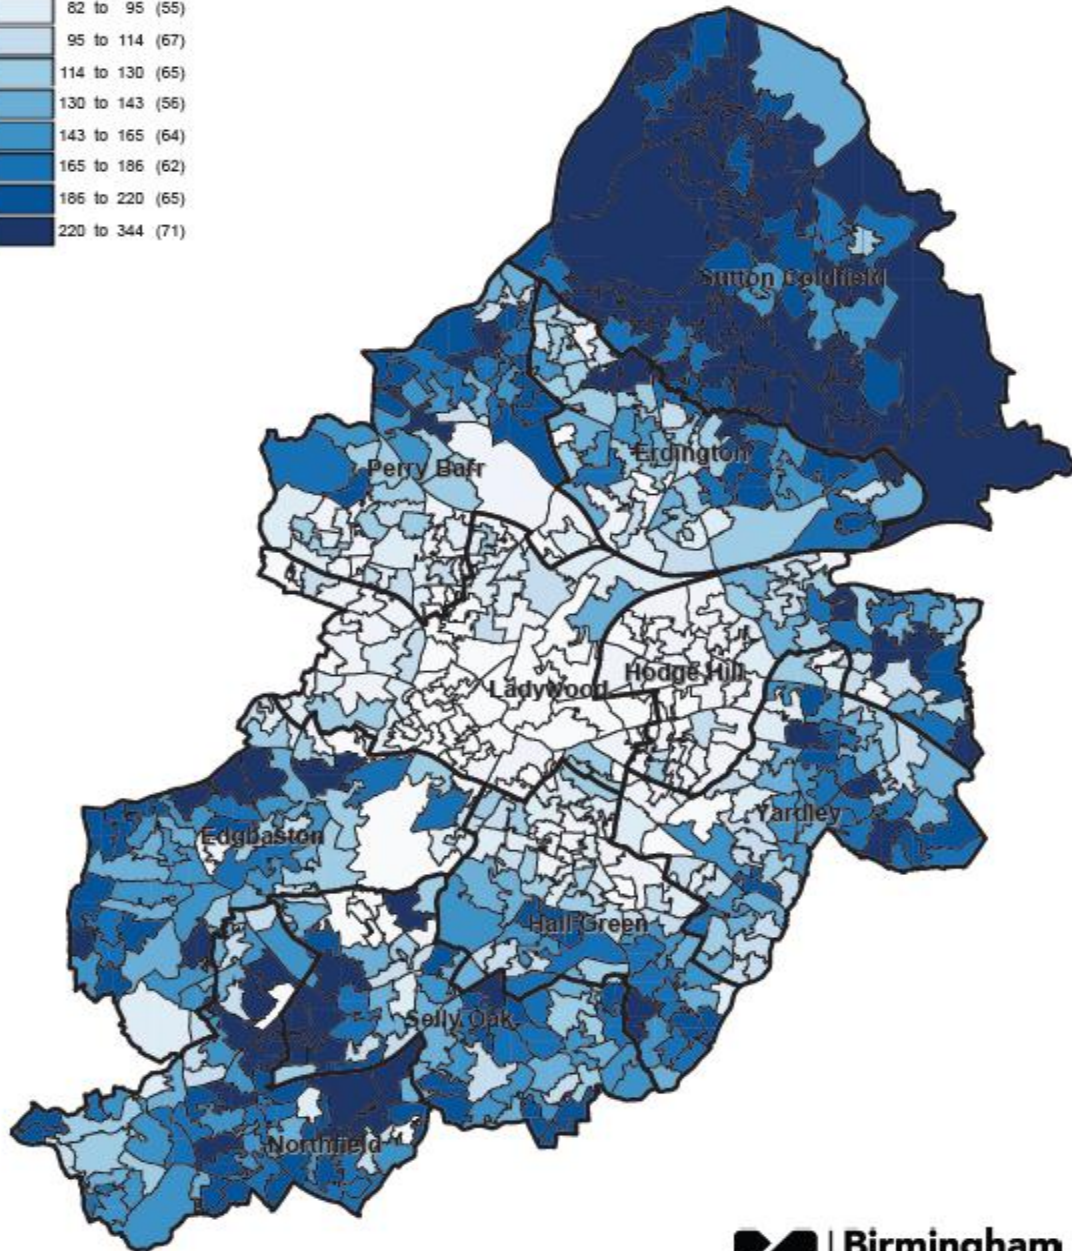 82 to 95 (55)
95 to 114 (67)
114 to 130 (65)
130 to 143 (56)
143 to 165 (64)
165 to 186 (62)
186 to 220 (65)
220 to 344 (71)
Sutton Coldfield
Erdington
Perry Barr
Hodge Hill
Ladywood
Yardley
Edgbaston
Hall Green
Selly Oak
Northfield
Birmingham